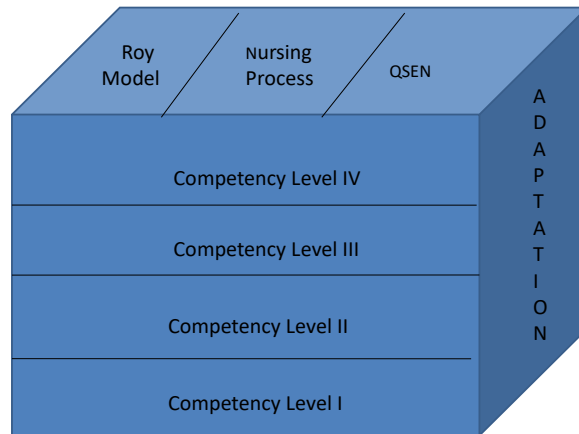 Roy
Model
Nursing
Process
QSEN
Competency Level IV
Competency Level III
Competency Level II
Competency Level I
A
D
A
P
T
A
T
I
O
N